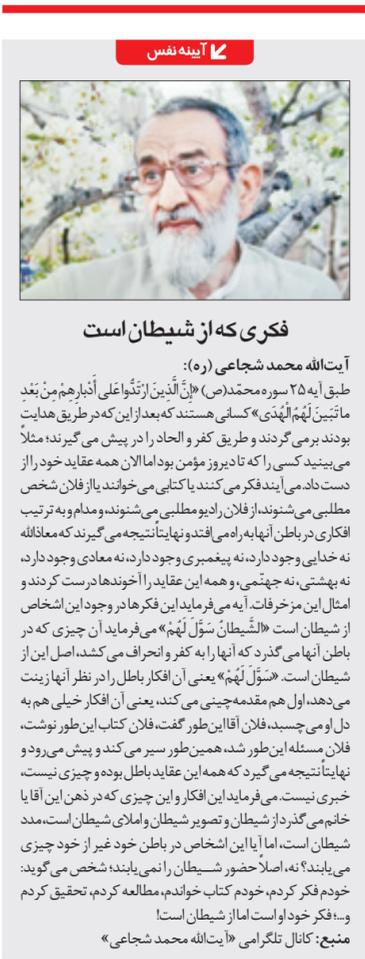 آیینه نفس
فکری که از شیطان است
آیت‌الله محمد شجاعی (ره):
طبق آیه ۲۵ سوره محمّد(ص) «إِنَّ الَّذِينَ ارْتَدُّوا عَلى أَدْبارِهِمْ مِنْ بَعْدِ
ما تَبَيَّنَ لَهُمُ الْهُدَى» کسانی هستند که بعد از این که در طریق هدایت
بودند برمی گردند و طریق کفر و الحاد را در پیش می گیرند؛ مثلاً
می‌بینید کسی را که تا دیروز مؤمن بود اما الان همه عقاید خود را از
دست داد. می‌آیند فکر می کنند یا کتابی می‌خوانند یا از فلان شخص
مطلبی می‌شنوند، از فلان رادیو مطلبی می‌شنوند، و مدام و به ترتیب
افکاری در باطن آنها به راه می‌افتد و نهایتاً نتیجه می گیرند که معاذالله
نه خدایی وجود دارد، نه پیغمبری وجود دارد، نه معادی وجود دارد،
نه بهشتی، نه جهنّمی، و همه این عقاید را آخوندها درست کردند و
امثال این مزخرفات. آیه می‌فرماید این فکرها در وجود این اشخاص
از شیطان است «الشَّيطانُ سَوَّلَ لَهُمْ» می‌فرماید آن چیزی که در
باطن آنها می‌گذرد که آنها را به کفر و انحراف می کشد، اصل این از
شیطان است. «سَوَّلَ لَهُمْ» یعنی آن افکار باطل را در نظر آنها زینت
می‌دهد، اول هم مقدمه‌چینی می کند، یعنی آن افکار خیلی هم به
دل او می چسبد، فلان آقا این‌طور گفت، فلان کتاب این‌طور نوشت،
فلان مسئله این‌طور شد، همین‌طور سیر می کند و پیش می‌رود و
نهایتاً نتیجه می گیرد که همه این عقاید باطل بوده و چیزی نیست،
خبری نیست. می‌فرماید این افکار و این چیزی که در ذهن این آقا یا
خانم می گذرد از شیطان و تصویر شیطان و املای شیطان است، مدد
شیطان است، اما آیا این اشخاص در باطن خود غیر از خود چیزی
می‌یابند؟ نه، اصلاً حضور شــیطان را نمی‌یابند؛ شخص می گوید:
خودم فکر کردم، خودم کتاب خواندم، مطالعه کردم، تحقیق کردم
و...؛ فکر خود او است اما از شیطان است!
منبع: کانال تلگرامی «آیت‌الله محمد شجاعی»